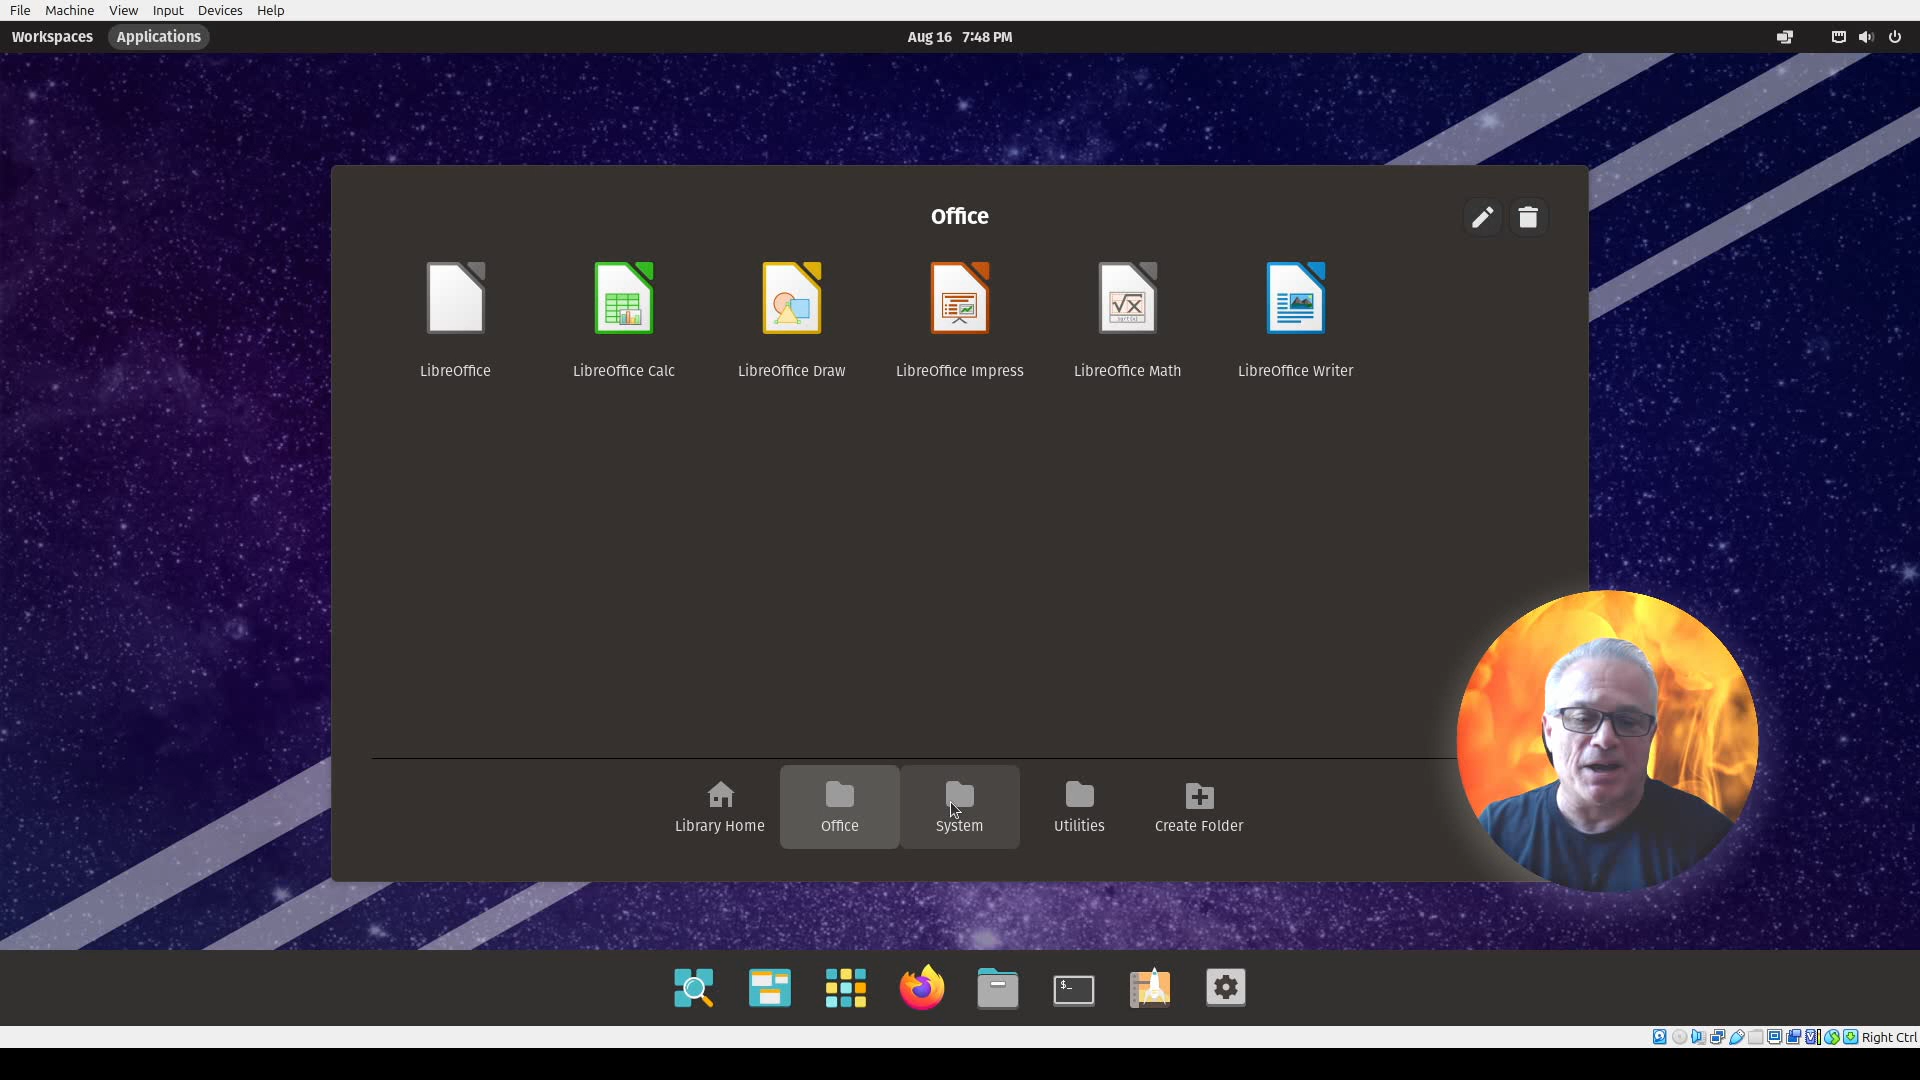 File Machine View Input Devices Help
Workspaces Applications Aug 16 7:48 PM
Office
LibreOffice LibreOffice Calc LibreOffice Draw LibreOffice Impress LibreOffice Math LibreOffice Writer
Library Home Office System Utilities Create Folder
$_
Right Ctrl